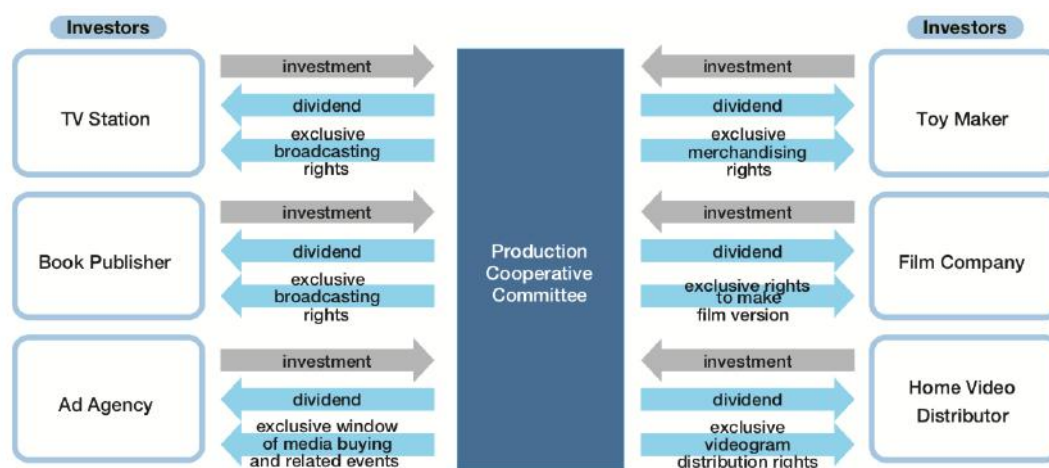 Investors
Investors
TV Station
investment
dividend
exclusive
broadcasting
rights
Book Publisher
investment
dividend
exclusive
broadcasting
rights
Ad Agency
investment
dividend
exclusive window
of media buying
and related events
Production
Cooperative
Committee
investment
dividend
exclusive
merchandising
rights
Toy Maker
investment
dividend
exclusive rights
to make
film version
Film Company
investment
dividend
exclusive
videogram
distribution rights
Home Video
Distributor